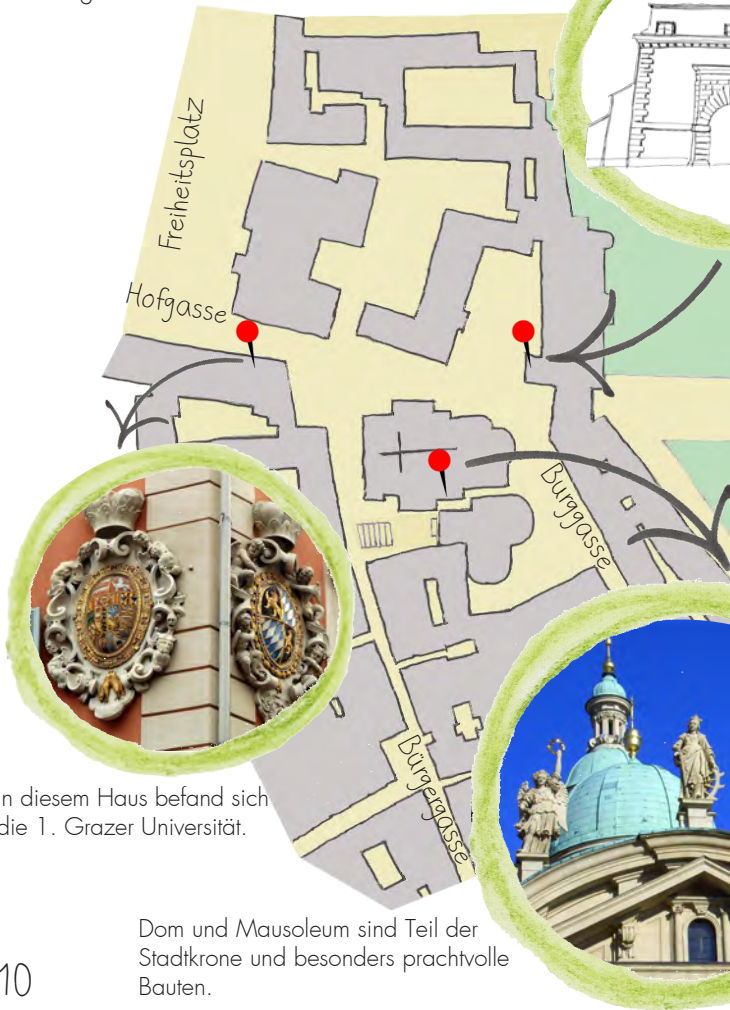 Freiheitsplatz
Hofgasse
Burggasse
Bürgergasse
n diesem Haus befand sich
die 1. Grazer Universität.
Dom und Mausoleum sind Teil der
Stadtkrone und besonders prachtvolle
Bauten.
10